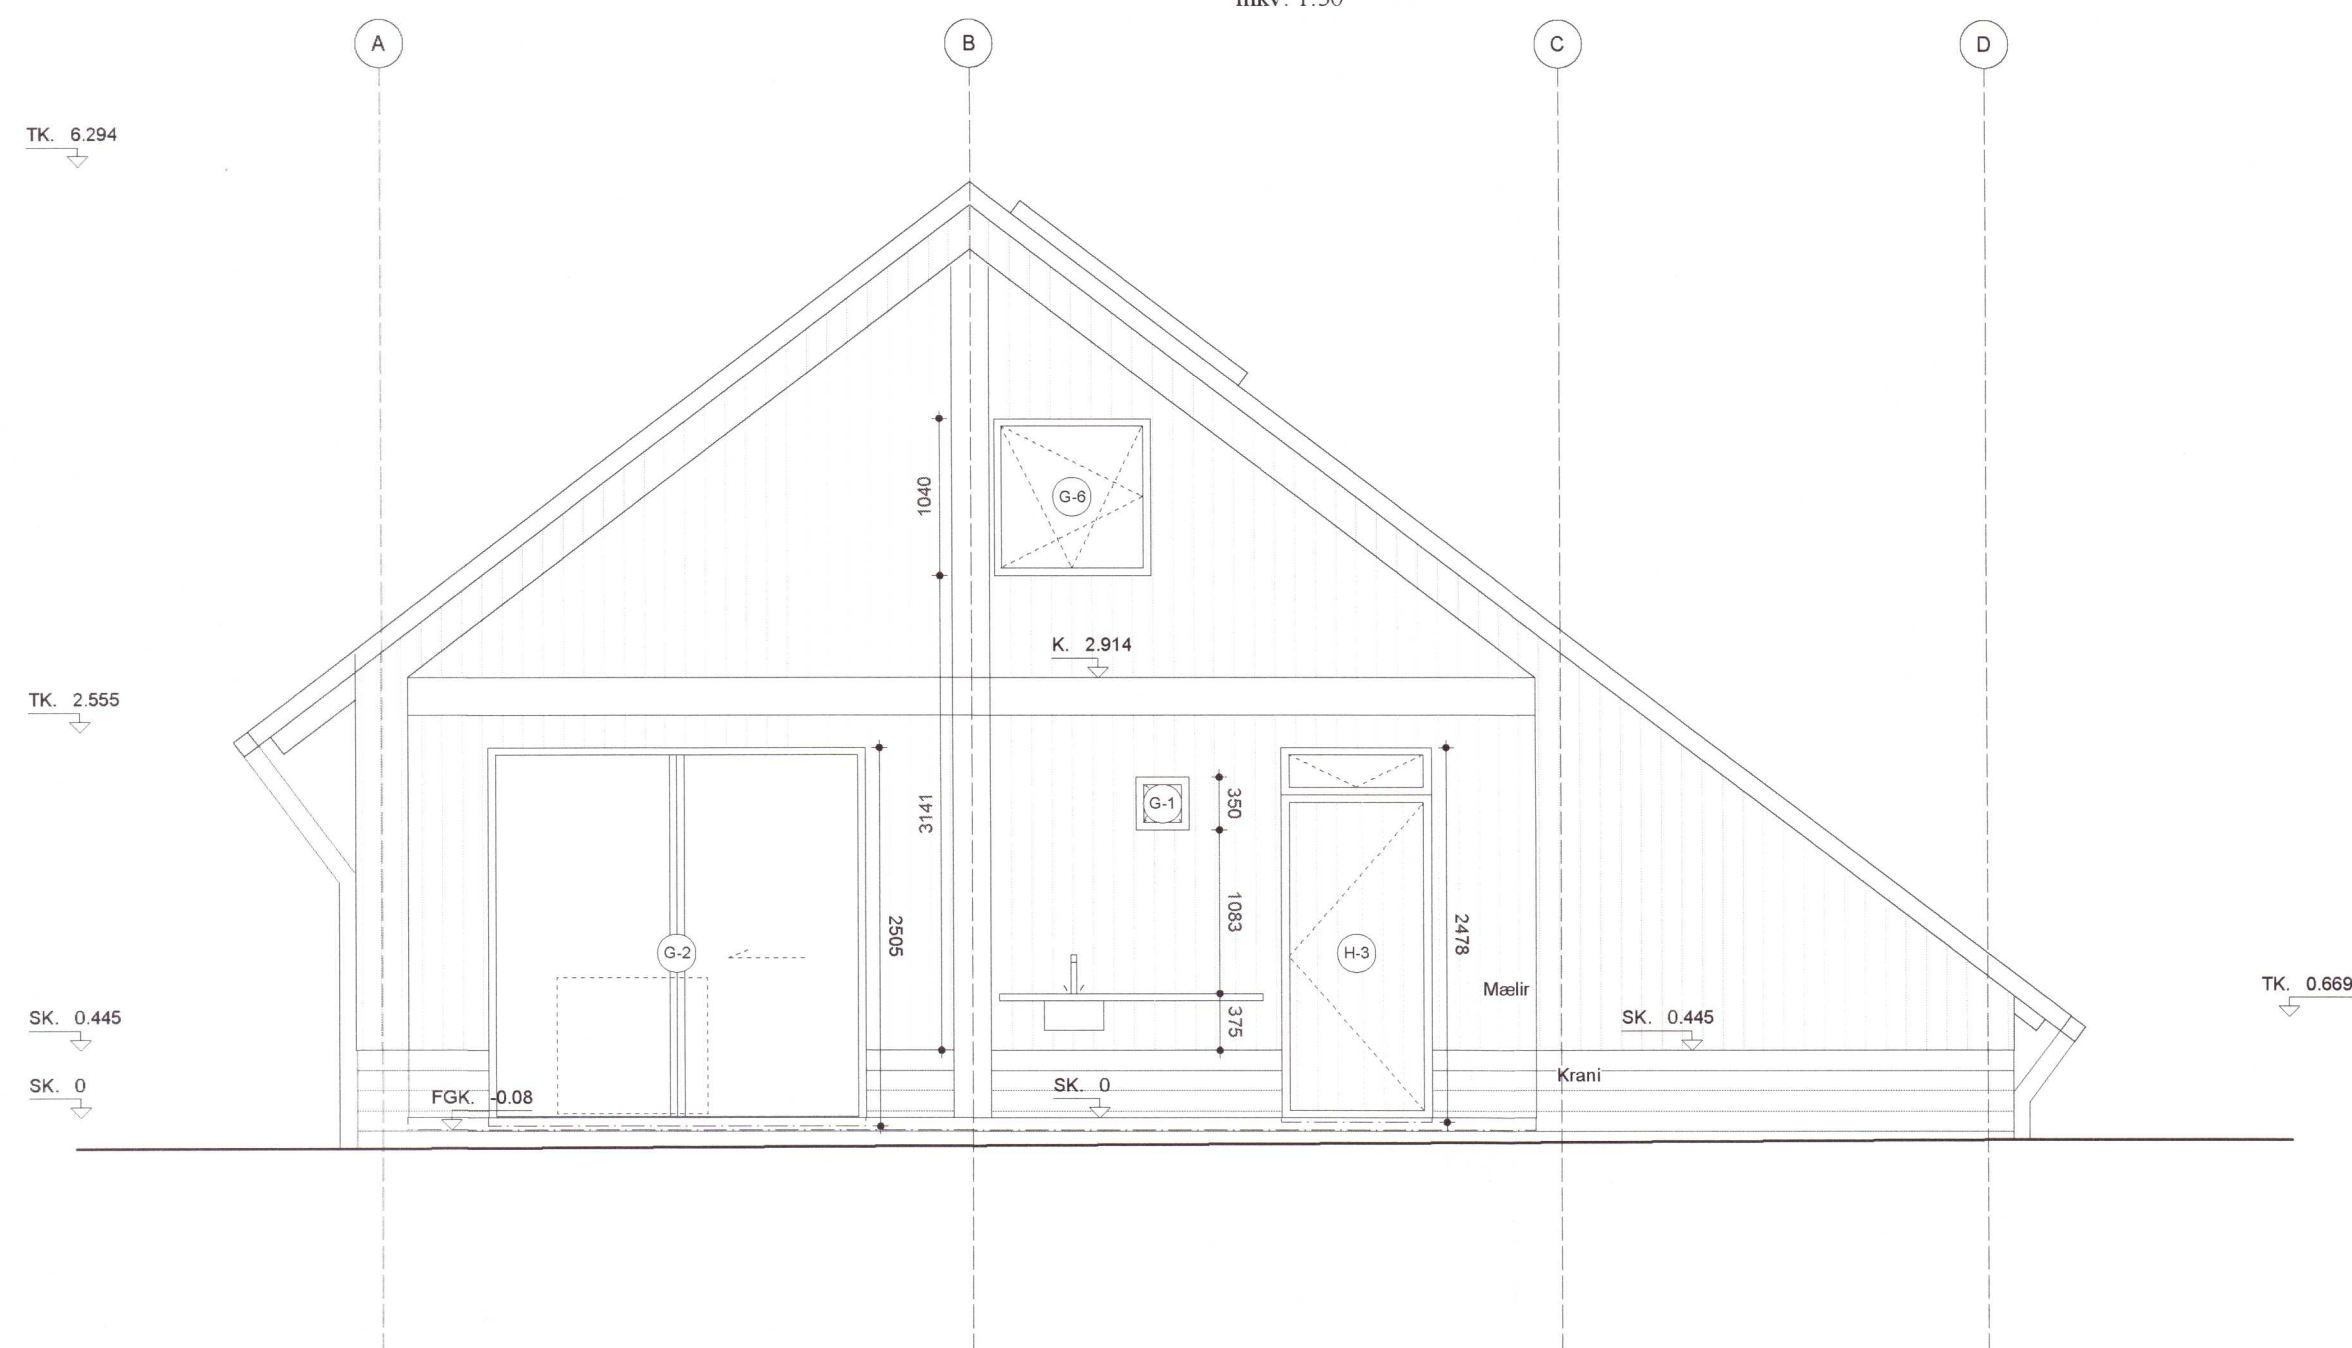 A
B
C
D
TK. 6.294
1040
G-6
K. 2.914
TK. 2.555
3141
G-1
350
1083
375
G-2
2505
H-3
2478
Mælir
TK. 0.669
SK. 0.445
SK. 0.445
SK. 0
FGK. -0.08
SK. 0
Krani